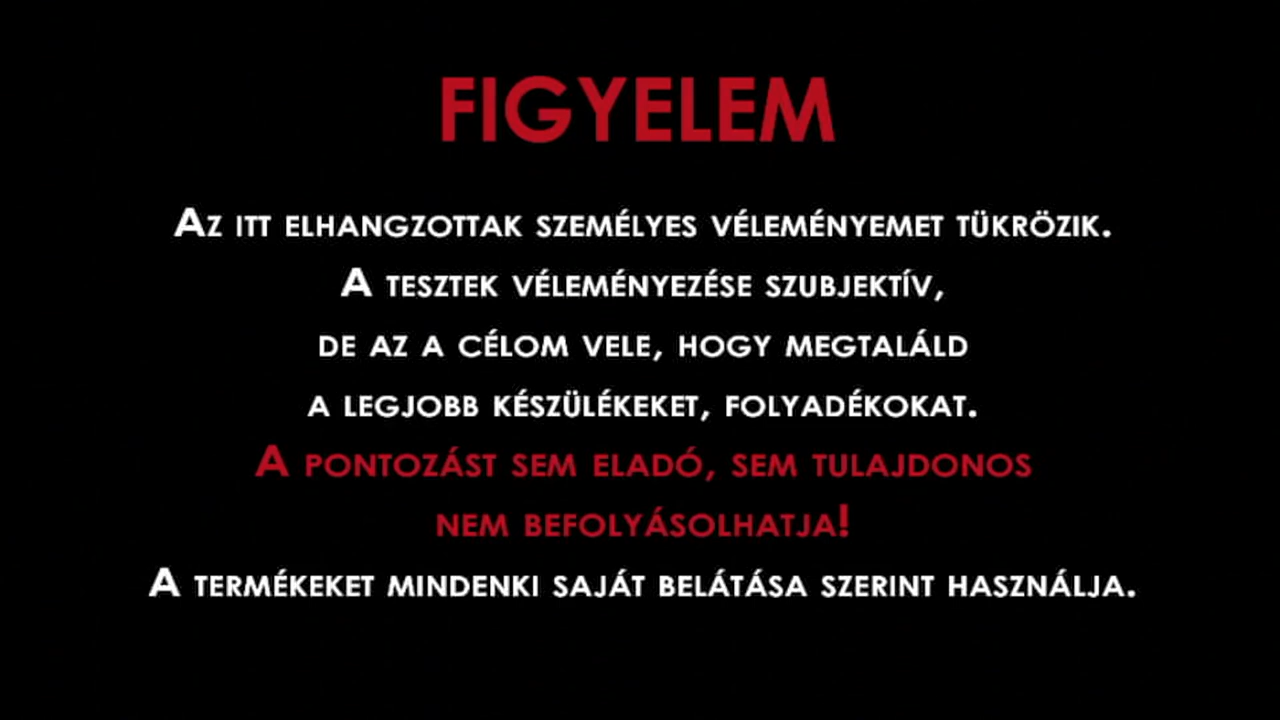 FIGYELEM
Az itt elhangzottak személyes véleményemet tükrözik.
A tesztek véleményezése szubjektív,
de az a célom vele, hogy megtaláld
a legjobb készülékeket, folyadékokat.
A pontozást sem eladó, sem tulajdonos
nem befolyásolhatja!
A termékeket mindenki saját belátása szerint használja.